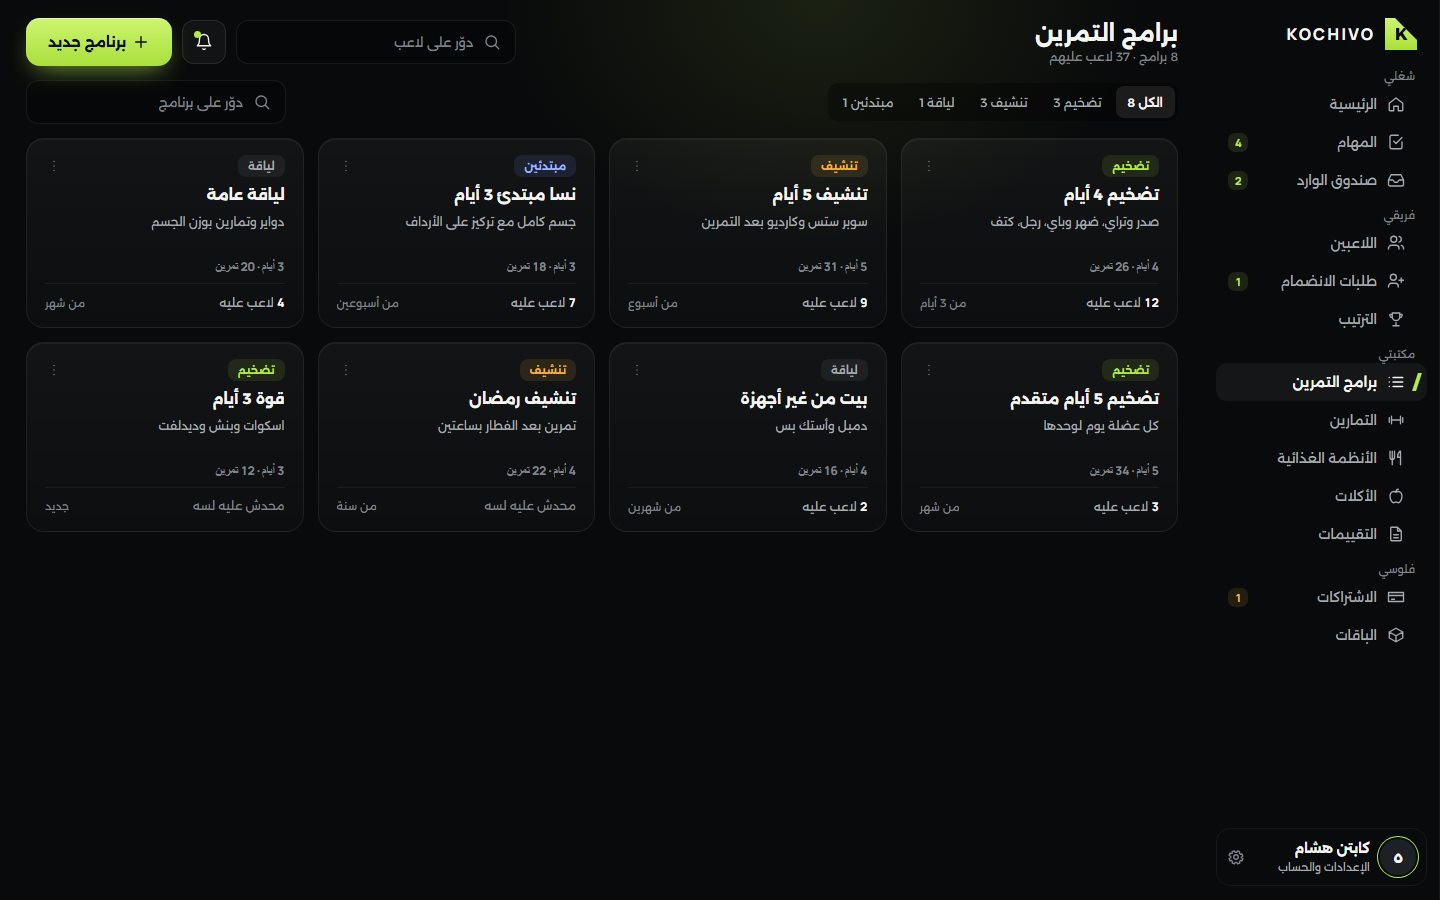 KOCHIVO
شغلي
الرئيسية
المهام 4
صندوق الوارد 2
فريقي
اللاعبين
طلبات الانضمام 1
الترتيب
مكتبتي
برامج التمرين
التمارين
الأنظمة الغذائية
الأكلات
التقييمات
فلوسي
الاشتراكات 1
الباقات
كابتن هشام
الإعدادات والحساب
برامج التمرين
8 برامج · 37 لاعب عليهم
دوّر على لاعب
برنامج جديد
الكل 8 تضخيم 3 تنشيف 3 لياقة 1 مبتدئين 1
دوّر على برنامج
تضخيم
تضخيم 4 أيام
صدر وتراي، ضهر وباي، رجل، كتف
4 أيام · 26 تمرين
12 لاعب عليه من 3 أيام
تنشيف
تنشيف 5 أيام
سوبر ستس وكارديو بعد التمرين
5 أيام · 31 تمرين
9 لاعب عليه من أسبوع
مبتدئين
نسا مبتدئ 3 أيام
جسم كامل مع تركيز على الأرداف
3 أيام · 18 تمرين
7 لاعب عليه من أسبوعين
لياقة
لياقة عامة
دواير وتمارين بوزن الجسم
3 أيام · 20 تمرين
4 لاعب عليه من شهر
تضخيم
تضخيم 5 أيام متقدم
كل عضلة يوم لوحدها
5 أيام · 34 تمرين
3 لاعب عليه من شهر
لياقة
بيت من غير أجهزة
دمبل وأستك بس
4 أيام · 16 تمرين
2 لاعب عليه من شهرين
تنشيف
تنشيف رمضان
تمرين بعد الفطار بساعتين
4 أيام · 22 تمرين
محدش عليه لسه من سنة
تضخيم
قوة 3 أيام
اسكوات وبنش وديدلفت
3 أيام · 12 تمرين
محدش عليه لسه جديد